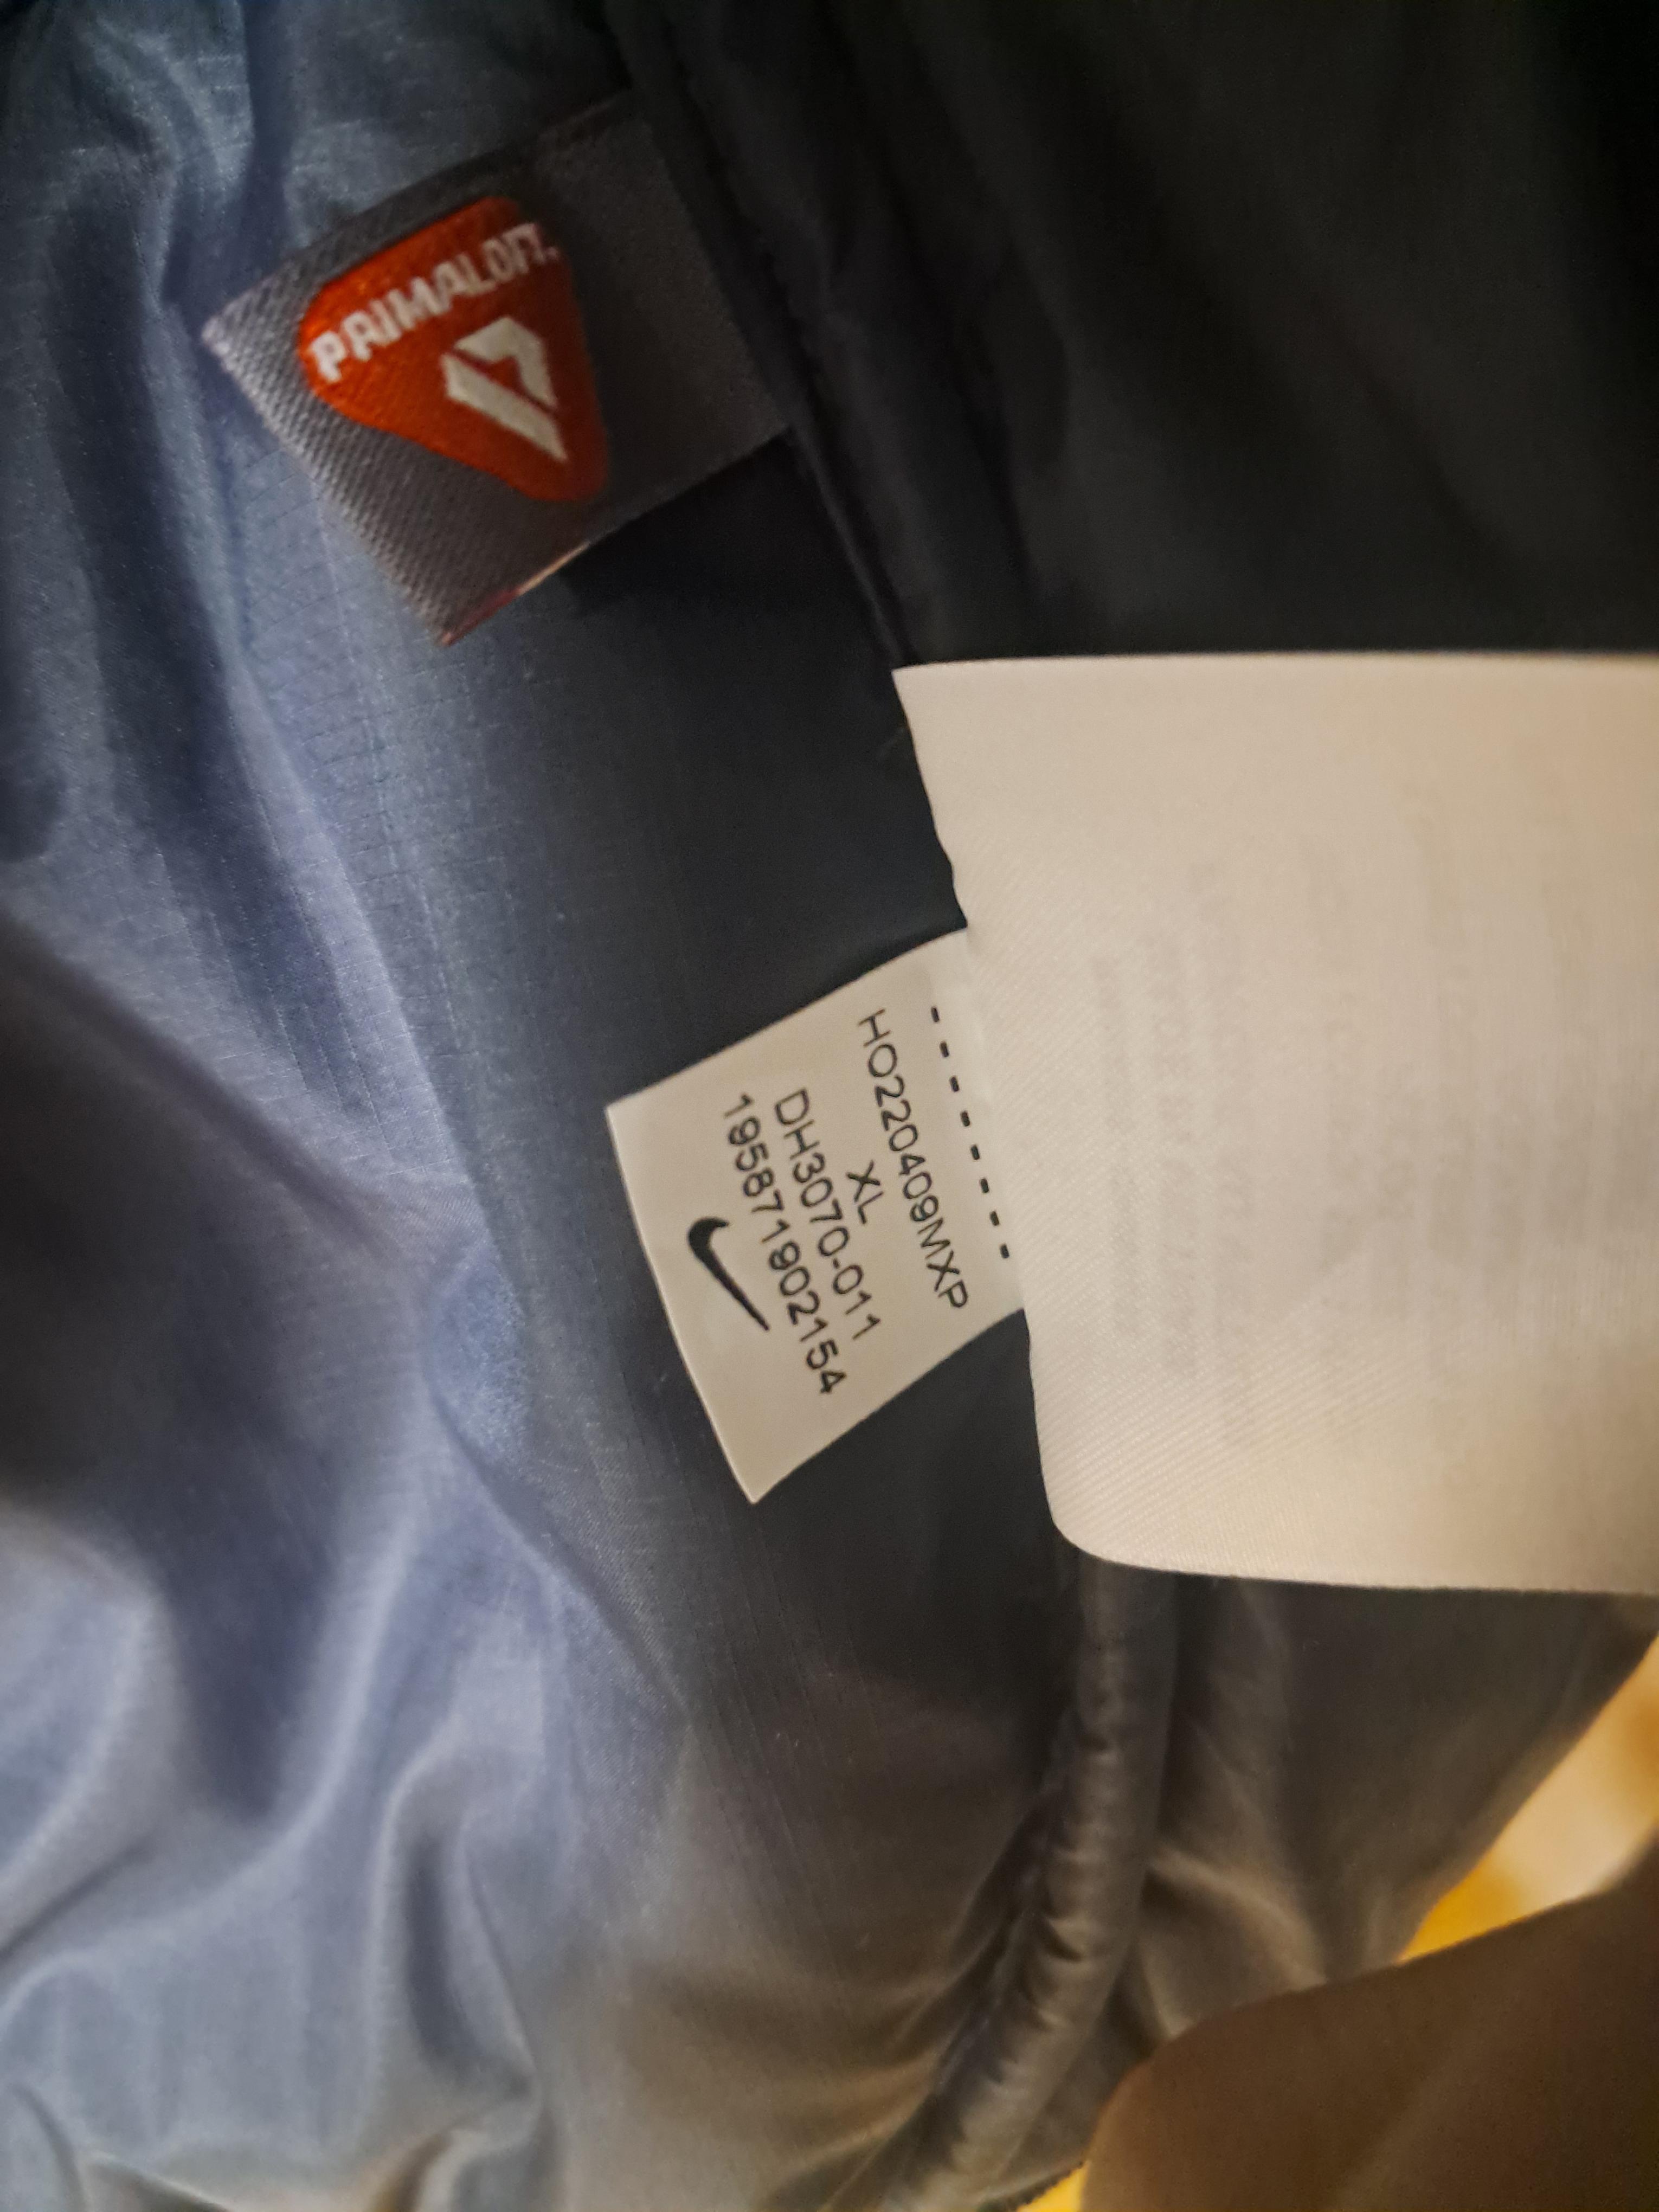 PRIMALOFT.
195871902154
DH3070-011
XL
HO220409MXP